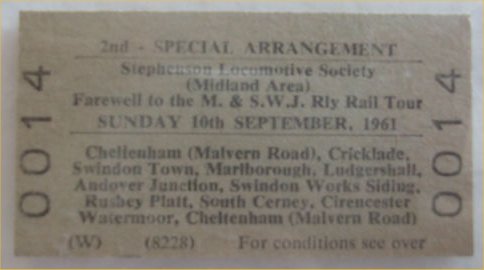 2nd - SPECIAL ARRANGEMENT
Stephenson Locomotive Society
(Midland Area)
Farewell to the M. & S.W.J. Rly Rail Tour
SUNDAY 10th SEPTEMBER, 1961
Cheltenham (Malvern Road), Cricklade,
Swindon Town, Marlborough, Ludgershall,
Andover Junction, Swindon Works Siding,
Rushey Platt, South Cerney, Cirencester
Watermoor, Cheltenham (Malvern Road)
(W) (8228) For conditions see over
0014
0014